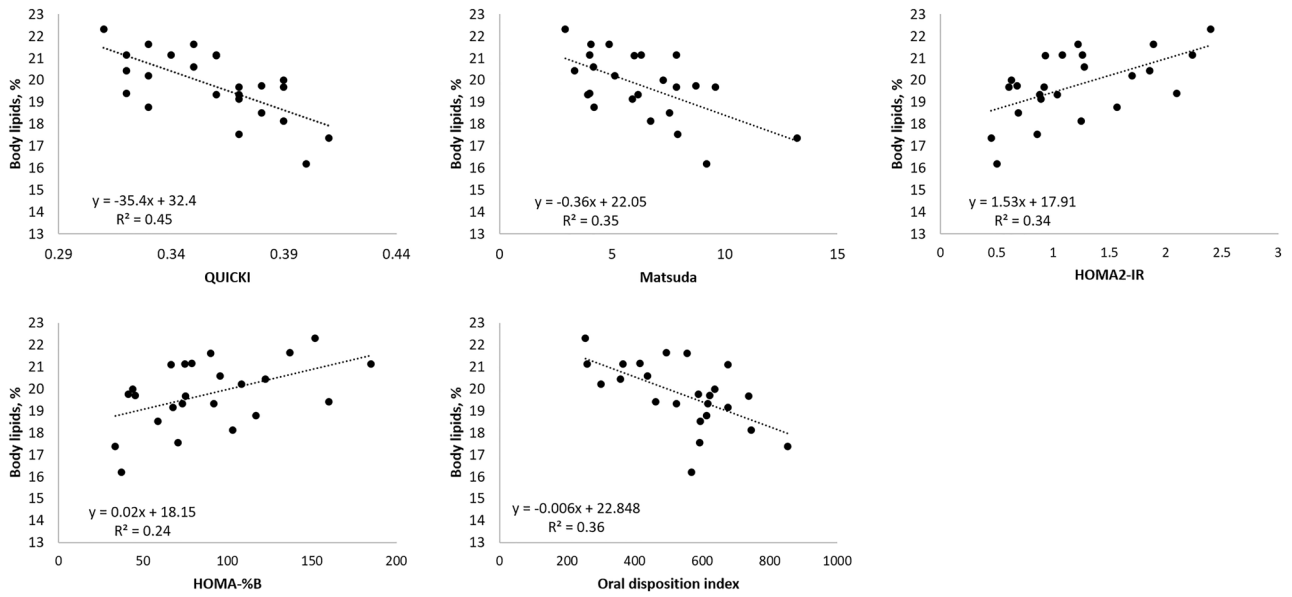 23
22
21
20
19
18
17
16
15
14
13
Body lipids, %
y = -35.4x + 32.4
R² = 0.45
0.29 0.34 0.39 0.44
QUICKI
23
22
21
20
19
18
17
16
15
14
13
Body lipids, %
y = -0.36x + 22.05
R² = 0.35
0 5 10 15
Matsuda
23
22
21
20
19
18
17
16
15
14
13
Body lipids, %
y = 1.53x + 17.91
R² = 0.34
0 0.5 1 1.5 2 2.5 3
HOMA2-IR
23
22
21
20
19
18
17
16
15
14
13
Body lipids, %
y = 0.02x + 18.15
R² = 0.24
0 50 100 150 200
HOMA-%B
23
22
21
20
19
18
17
16
15
14
13
Body lipids, %
y = -0.006x + 22.848
R² = 0.36
0 200 400 600 800 1000
Oral disposition index